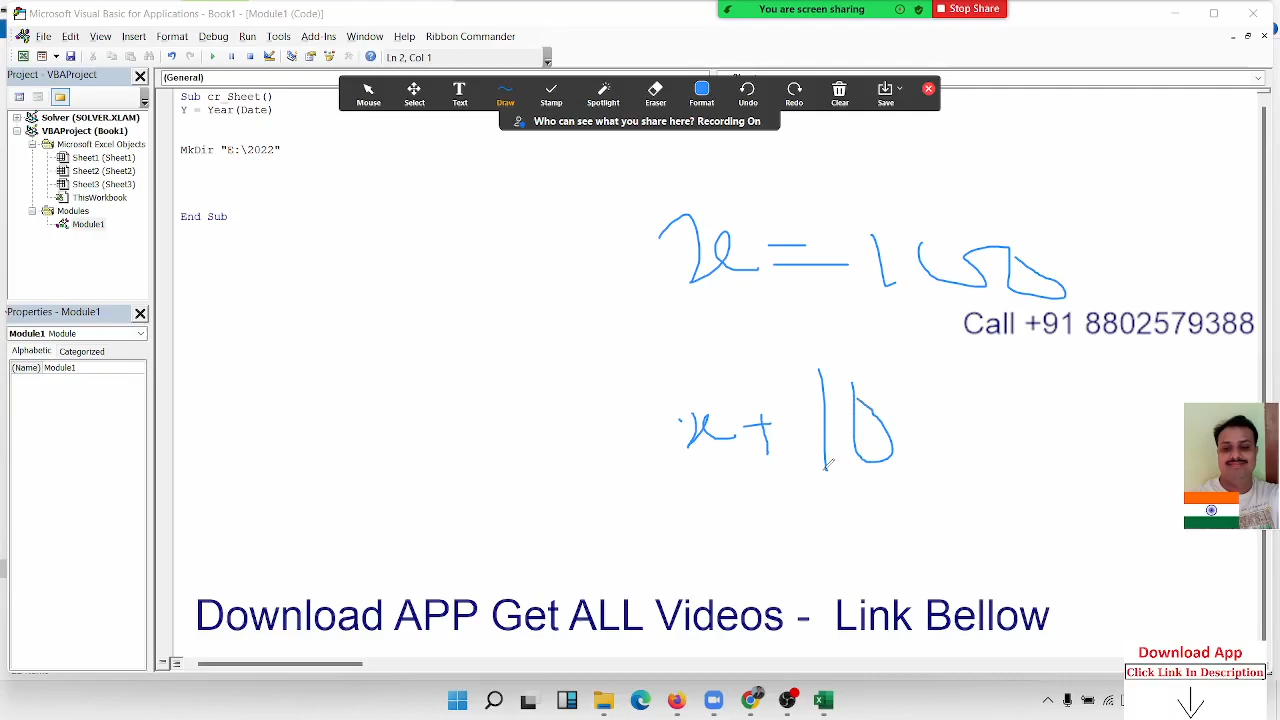 Microsoft Visual Basic for Applications - Book1 - [Module1 (Code)]
You are screen sharing
Stop Share
File Edit View Insert Format Debug Run Tools Add-Ins Window Help Ribbon Commander
Ln 2, Col 1
Project - VBAProject
(General)
Mouse Select Text Draw Stamp Spotlight Eraser Format Undo Redo Clear Save
Who can see what you share here? Recording On
Solver (SOLVER.XLAM)
VBAProject (Book1)
Microsoft Excel Objects
Sheet1 (Sheet1)
Sheet2 (Sheet2)
Sheet3 (Sheet3)
ThisWorkbook
Modules
Module1
Sub cr_Sheet()
Y = Year(Date)
MkDir "E:\2022"
End Sub
Call +91 8802579388
x + 10
Properties - Module1
Module1 Module
Alphabetic Categorized
(Name) Module1
Download APP Get ALL Videos - Link Bellow
Download App
Click Link In Description